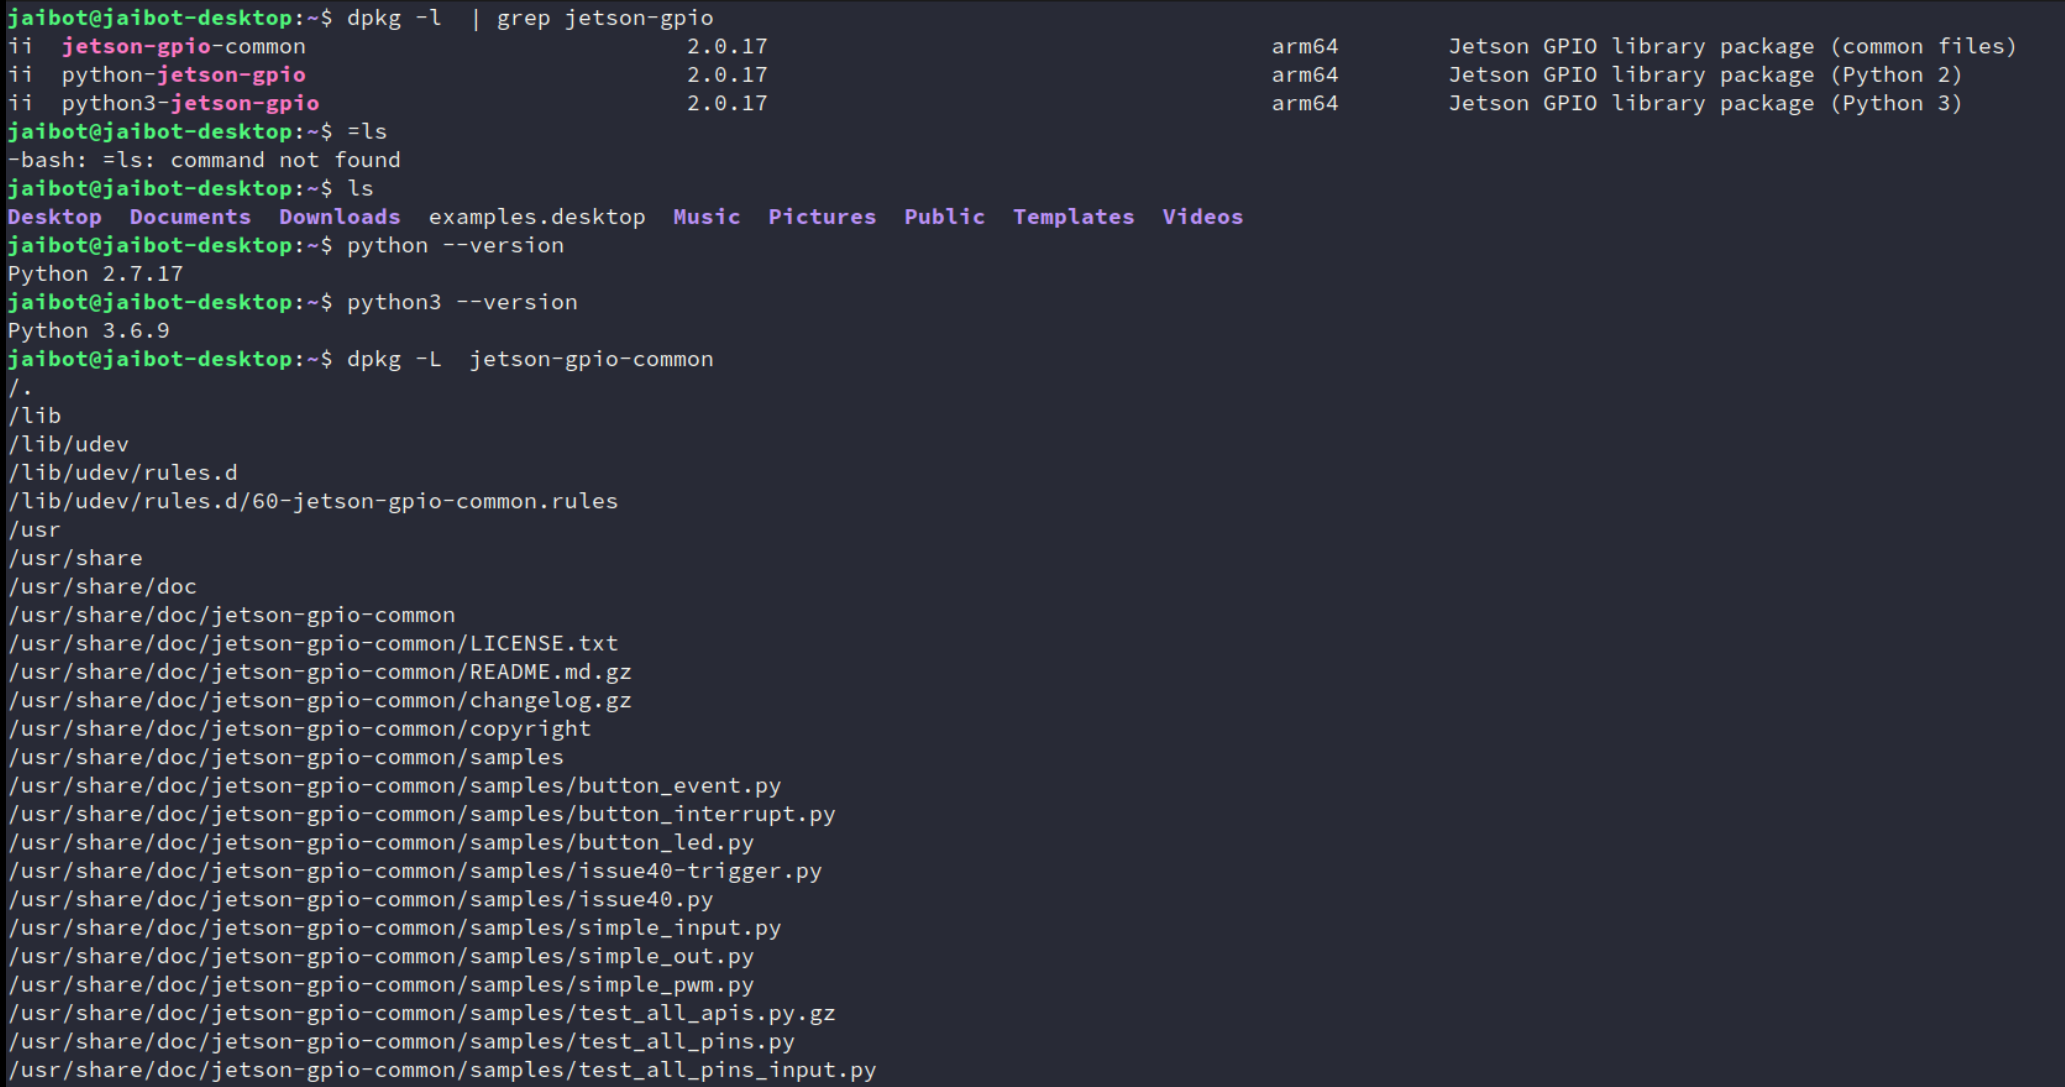 jaibot@jaibot-desktop:~$ dpkg -l  | grep jetson-gpio
ii  jetson-gpio-common                            2.0.17                                     arm64        Jetson GPIO library package (common files)
ii  python-jetson-gpio                            2.0.17                                     arm64        Jetson GPIO library package (Python 2)
ii  python3-jetson-gpio                           2.0.17                                     arm64        Jetson GPIO library package (Python 3)
jaibot@jaibot-desktop:~$ =ls
-bash: =ls: command not found
jaibot@jaibot-desktop:~$ ls
Desktop  Documents  Downloads  examples.desktop  Music  Pictures  Public  Templates  Videos
jaibot@jaibot-desktop:~$ python --version
Python 2.7.17
jaibot@jaibot-desktop:~$ python3 --version
Python 3.6.9
jaibot@jaibot-desktop:~$ dpkg -L  jetson-gpio-common
/.
/lib
/lib/udev
/lib/udev/rules.d
/lib/udev/rules.d/60-jetson-gpio-common.rules
/usr
/usr/share
/usr/share/doc
/usr/share/doc/jetson-gpio-common
/usr/share/doc/jetson-gpio-common/LICENSE.txt
/usr/share/doc/jetson-gpio-common/README.md.gz
/usr/share/doc/jetson-gpio-common/changelog.gz
/usr/share/doc/jetson-gpio-common/copyright
/usr/share/doc/jetson-gpio-common/samples
/usr/share/doc/jetson-gpio-common/samples/button_event.py
/usr/share/doc/jetson-gpio-common/samples/button_interrupt.py
/usr/share/doc/jetson-gpio-common/samples/button_led.py
/usr/share/doc/jetson-gpio-common/samples/issue40-trigger.py
/usr/share/doc/jetson-gpio-common/samples/issue40.py
/usr/share/doc/jetson-gpio-common/samples/simple_input.py
/usr/share/doc/jetson-gpio-common/samples/simple_out.py
/usr/share/doc/jetson-gpio-common/samples/simple_pwm.py
/usr/share/doc/jetson-gpio-common/samples/test_all_apis.py.gz
/usr/share/doc/jetson-gpio-common/samples/test_all_pins.py
/usr/share/doc/jetson-gpio-common/samples/test_all_pins_input.py